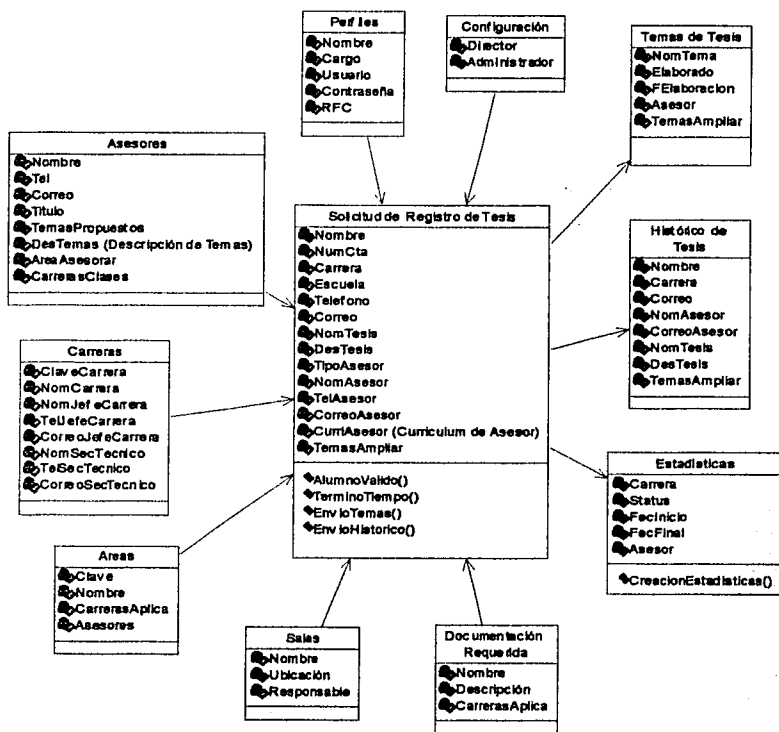 Perfiles
Nombre
Cargo
Usuario
Contraseña
RFC
Configuración
Director
Administrador
Temas de Tesis
NomTema
Elaborado
FElaboracion
Asesor
TemasAmpliar
Asesores
Nombre
Tel
Correo
Titulo
TemasPropuestos
DesTemas (Descripción de Temas)
AreaAsesorar
CarrerasClases
Solicitud de Registro de Tesis
Nombre
NumCta
Carrera
Escuela
Telefono
Correo
NomTesis
DesTesis
TipoAsesor
NomAsesor
TelAsesor
CorreoAsesor
CurriAsesor (Curriculum de Asesor)
TemasAmpliar
AlumnoValido()
TerminoTiempo()
EnvioTemas()
EnvioHistorico()
Histórico de
Tesis
Nombre
Carrera
Correo
NomAsesor
CorreoAsesor
NomTesis
DesTesis
TemasAmpliar
Carreras
ClaveCarrera
NomCarrera
NomJefeCarrera
TelJefeCarrera
CorreoJefeCarrera
NomSecTecnico
TelSecTecnico
CorreoSecTecnico
Estadisticas
Carrera
Status
FecInicio
FecFinal
Asesor
CreacionEstadisticas()
Areas
Clave
Nombre
CarrerasAplica
Asesores
Salas
Nombre
Ubicación
Responsable
Documentación
Requerida
Nombre
Descripción
CarrerasAplica